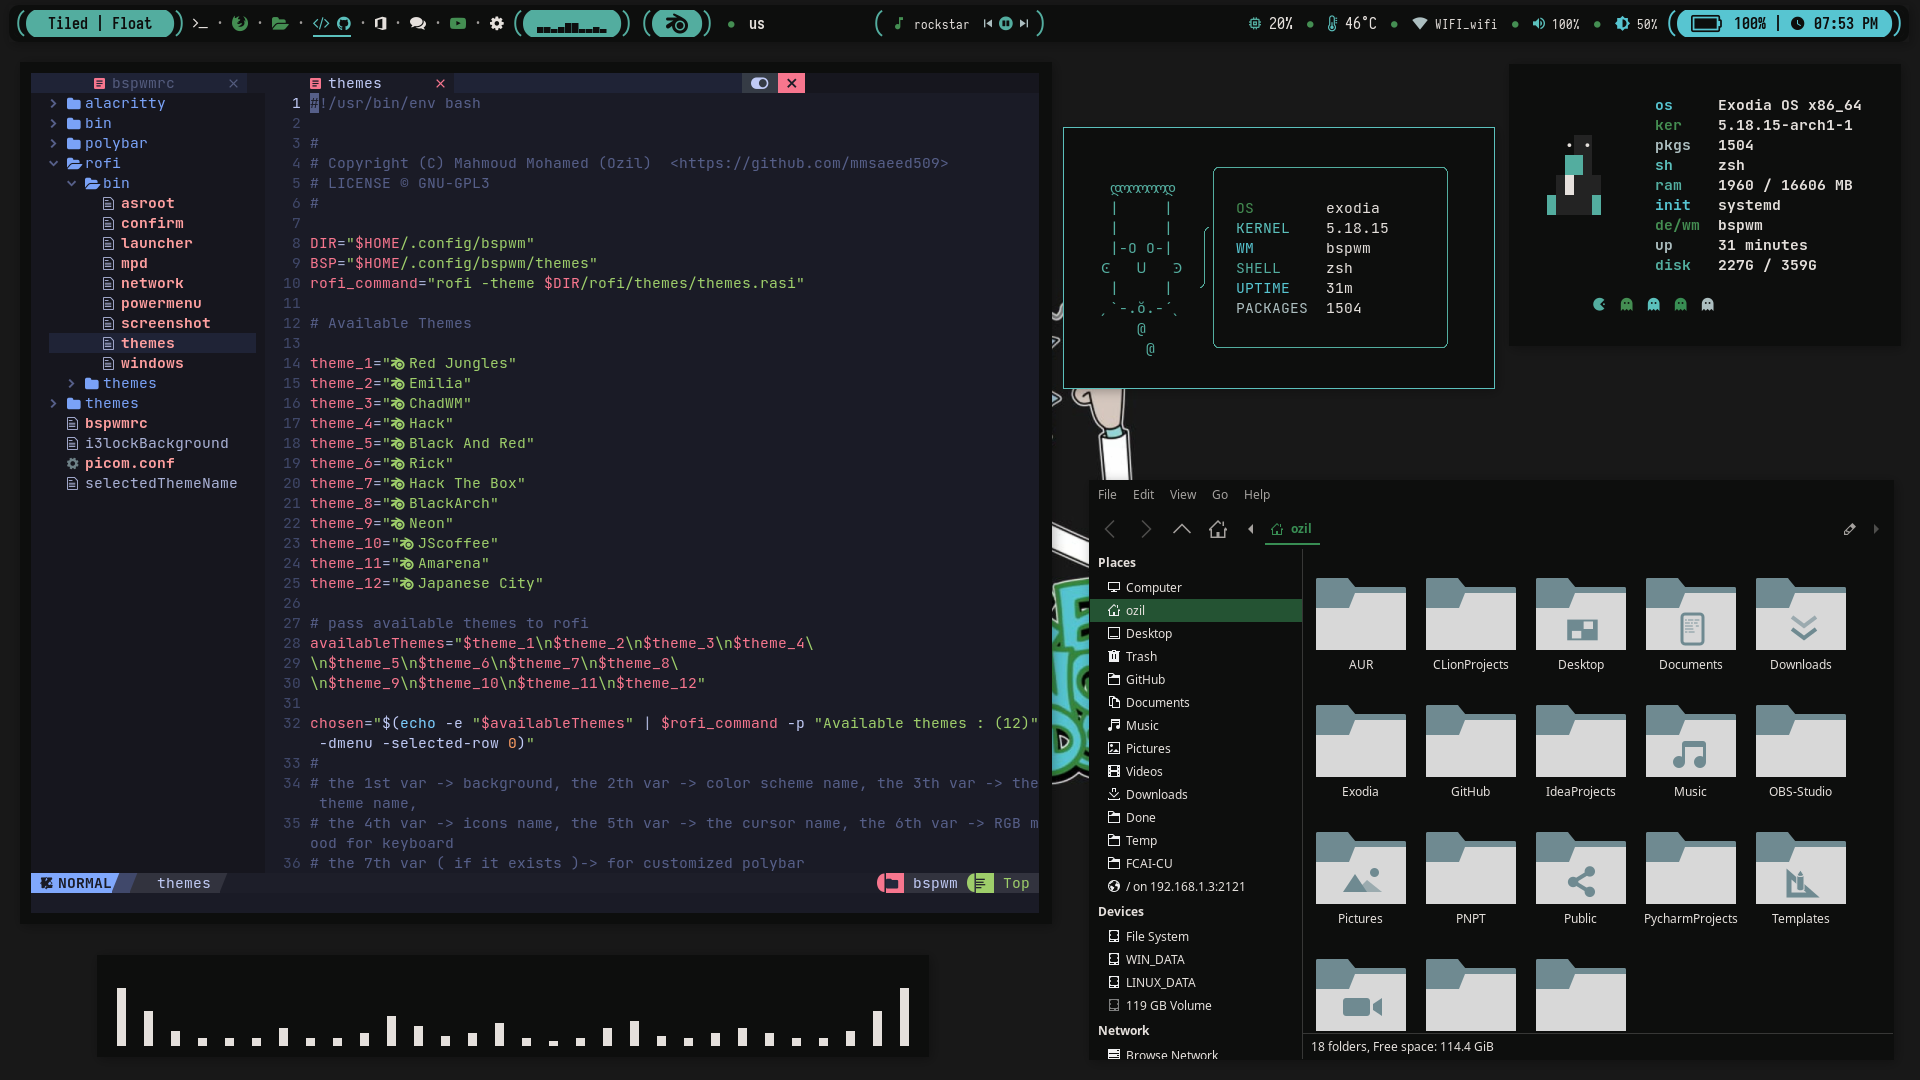 Tiled | Float
us
rockstar
20%
46°C
WIFI_wifi
100%
50%
100% | 07:53 PM
bspwmrc
themes
alacritty
bin
polybar
rofi
bin
asroot
confirm
launcher
mpd
network
powermenu
screenshot
themes
windows
themes
themes
bspwmrc
i3lockBackground
picom.conf
selectedThemeName
1 #!/usr/bin/env bash
2
3 #
4 # Copyright (C) Mahmoud Mohamed (Ozil)  <https://github.com/mmsaeed509>
5 # LICENSE © GNU-GPL3
6 #
7
8 DIR="$HOME/.config/bspwm"
9 BSP="$HOME/.config/bspwm/themes"
10 rofi_command="rofi -theme $DIR/rofi/themes/themes.rasi"
11
12 # Available Themes
13
14 theme_1="Red Jungles"
15 theme_2="Emilia"
16 theme_3="ChadWM"
17 theme_4="Hack"
18 theme_5="Black And Red"
19 theme_6="Rick"
20 theme_7="Hack The Box"
21 theme_8="BlackArch"
22 theme_9="Neon"
23 theme_10="JScoffee"
24 theme_11="Amarena"
25 theme_12="Japanese City"
26
27 # pass available themes to rofi
28 availableThemes="$theme_1\n$theme_2\n$theme_3\n$theme_4\
29 \n$theme_5\n$theme_6\n$theme_7\n$theme_8\
30 \n$theme_9\n$theme_10\n$theme_11\n$theme_12"
31
32 chosen="$(echo -e "$availableThemes" | $rofi_command -p "Available themes : (12)"
-dmenu -selected-row 0)"
33 #
34 # the 1st var -> background, the 2th var -> color scheme name, the 3th var -> the
theme name,
35 # the 4th var -> icons name, the 5th var -> the cursor name, the 6th var -> RGB m
ood for keyboard
36 # the 7th var ( if it exists )-> for customized polybar
NORMAL themes bspwm Top
OS exodia
KERNEL 5.18.15
WM bspwm
SHELL zsh
UPTIME 31m
PACKAGES 1504
os Exodia OS x86_64
ker 5.18.15-arch1-1
pkgs 1504
sh zsh
ram 1960 / 16606 MB
init systemd
de/wm bspwm
up 31 minutes
disk 227G / 359G
File Edit View Go Help
ozil
Places
Computer
ozil
Desktop
Trash
GitHub
Documents
Music
Pictures
Videos
Downloads
Done
Temp
FCAI-CU
/ on 192.168.1.3:2121
Devices
File System
WIN_DATA
LINUX_DATA
119 GB Volume
Network
Browse Network
AUR CLionProjects Desktop Documents Downloads
Exodia GitHub IdeaProjects Music OBS-Studio
Pictures PNPT Public PycharmProjects Templates
18 folders, Free space: 114.4 GiB